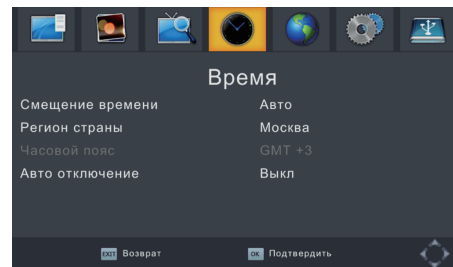 Время
Смещение времени Авто
Регион страны Москва
Часовой пояс GMT +3
Авто отключение Выкл
EXIT Возврат OK Подтвердить